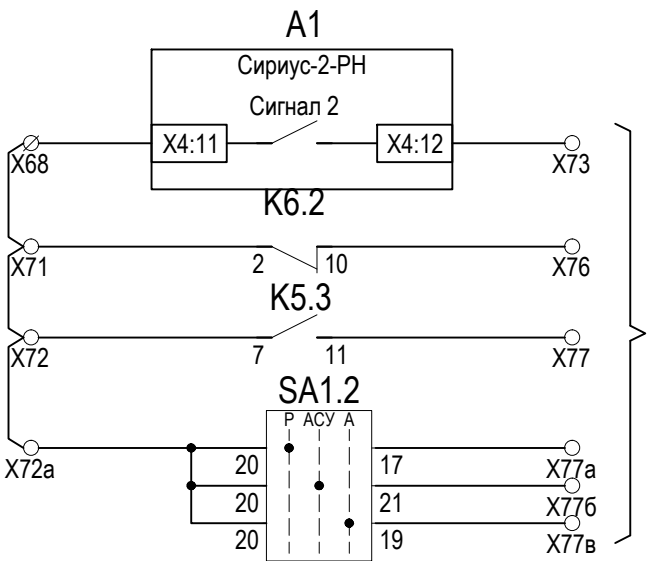 A1
Сириус-2-РН
Сигнал 2
X4:11 X4:12
X68 X73
K6.2
X71 2 10 X76
K5.3
X72 7 11 X77
SA1.2
Р АСУ А
X72а 20 17 X77а
20 21 X77б
20 19 X77в